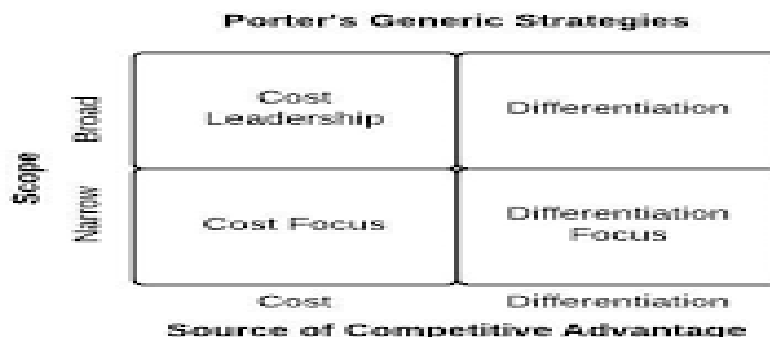 Porter's Generic Strategies
Scope
Broad
Cost
Leadership
Differentiation
Narrow
Cost Focus
Differentiation
Focus
Cost
Differentiation
Source of Competitive Advantage